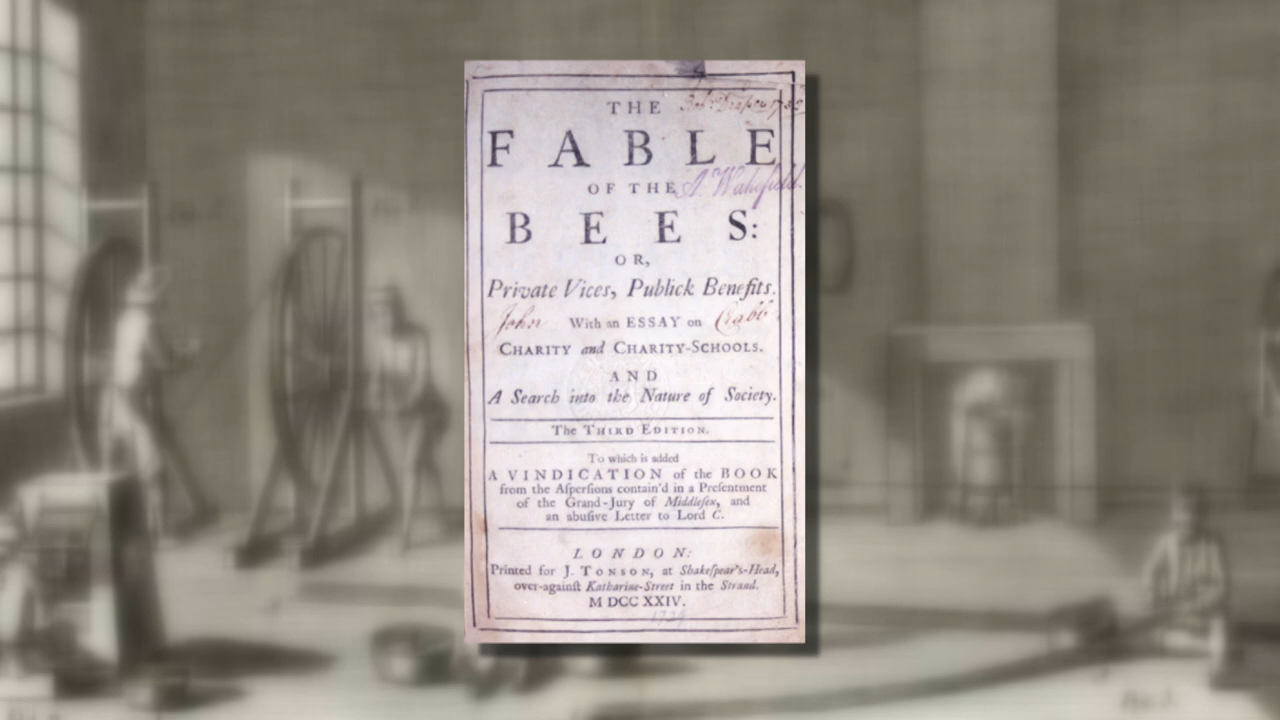 THE
FABLE
OF THE
A. Wakefield.
BEES:
OR,
Private Vices, Publick Benefits.
John With an ESSAY on Crabb
CHARITY and CHARITY-SCHOOLS.
AND
A Search into the Nature of Society.
The THIRD EDITION.
To which is added
A VINDICATION of the BOOK
from the Aſperſions contain'd in a Preſentment
of the Grand-Jury of Middleſex, and
an abuſive Letter to Lord C.
LONDON:
Printed for J. TONSON, at Shakeſpear's-Head,
over-againſt Katharine-Street in the Strand.
M DCC XXIV.
1724